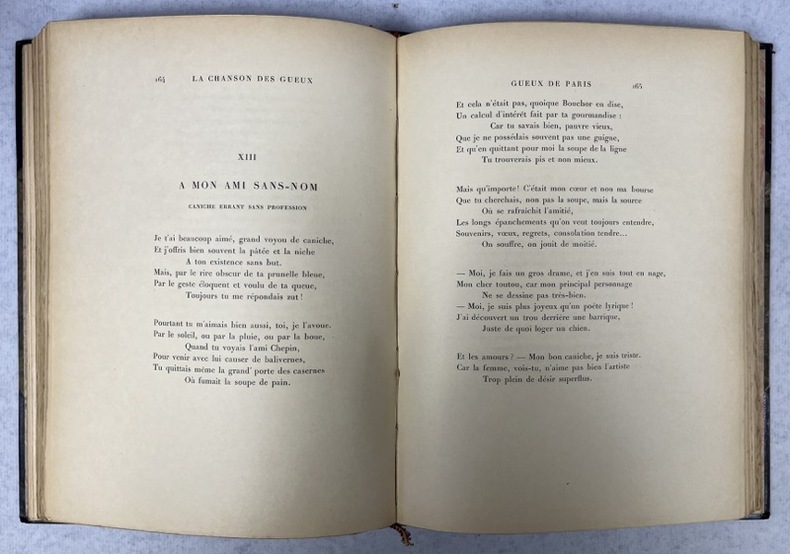 164 LA CHANSON DES GUEUX
XIII
A MON AMI SANS-NOM
CANICHE ERRANT SANS PROFESSION
Je t'ai beaucoup aimé, grand voyou de caniche,
Et j'offris bien souvent la pâtée et la niche
A ton existence sans but.
Mais, par le rire obscur de ta prunelle bleue,
Par le geste éloquent et voulu de ta queue,
Toujours tu me répondais zut!
Pourtant tu m'aimais bien aussi, toi, je l'avoue.
Par le soleil, ou par la pluie, ou par la boue,
Quand tu voyais l'ami Chepin,
Pour venir avec lui causer de balivernes,
Tu quittais même la grand' porte des casernes
Où fumait la soupe de pain.
GUEUX DE PARIS 165
Et cela n'était pas, quoique Bouchor en dise,
Un calcul d'intérêt fait par ta gourmandise :
Car tu savais bien, pauvre vieux,
Que je ne possédais souvent pas une guigne,
Et qu'en quittant pour moi la soupe de la ligne
Tu trouverais pis et non mieux.
Mais qu'importe! C'était mon cœur et non ma bourse
Que tu cherchais, non pas la soupe, mais la source
Où se rafraîchit l'amitié,
Les longs épanchements qu'on veut toujours entendre,
Souvenirs, vœux, regrets, consolation tendre...
On souffre, on jouit de moitié.
— Moi, je fais un gros drame, et j'en suis tout en nage,
Mon cher toutou, car mon principal personnage
Ne se dessine pas très-bien.
— Moi, je suis plus joyeux qu'un poète lyrique!
J'ai découvert un trou derrière une barrique,
Juste de quoi loger un chien.
Et les amours? — Mon bon caniche, je suis triste.
Car la femme, vois-tu, n'aime pas bien l'artiste
Trop plein de désir superflus.